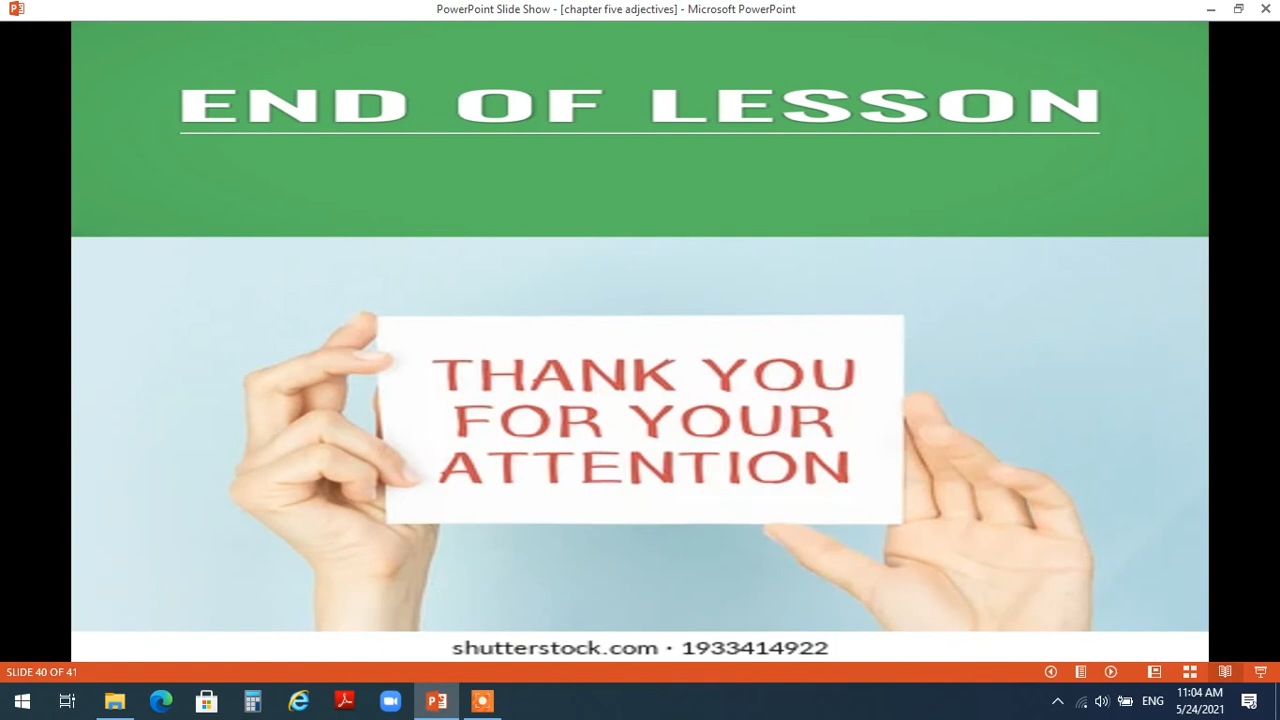 PowerPoint Slide Show - [chapter five adjectives] - Microsoft PowerPoint
END OF LESSON
THANK YOU
FOR YOUR
ATTENTION
shutterstock.com · 1933414922
SLIDE 40 OF 41
ENG
11:04 AM
5/24/2021